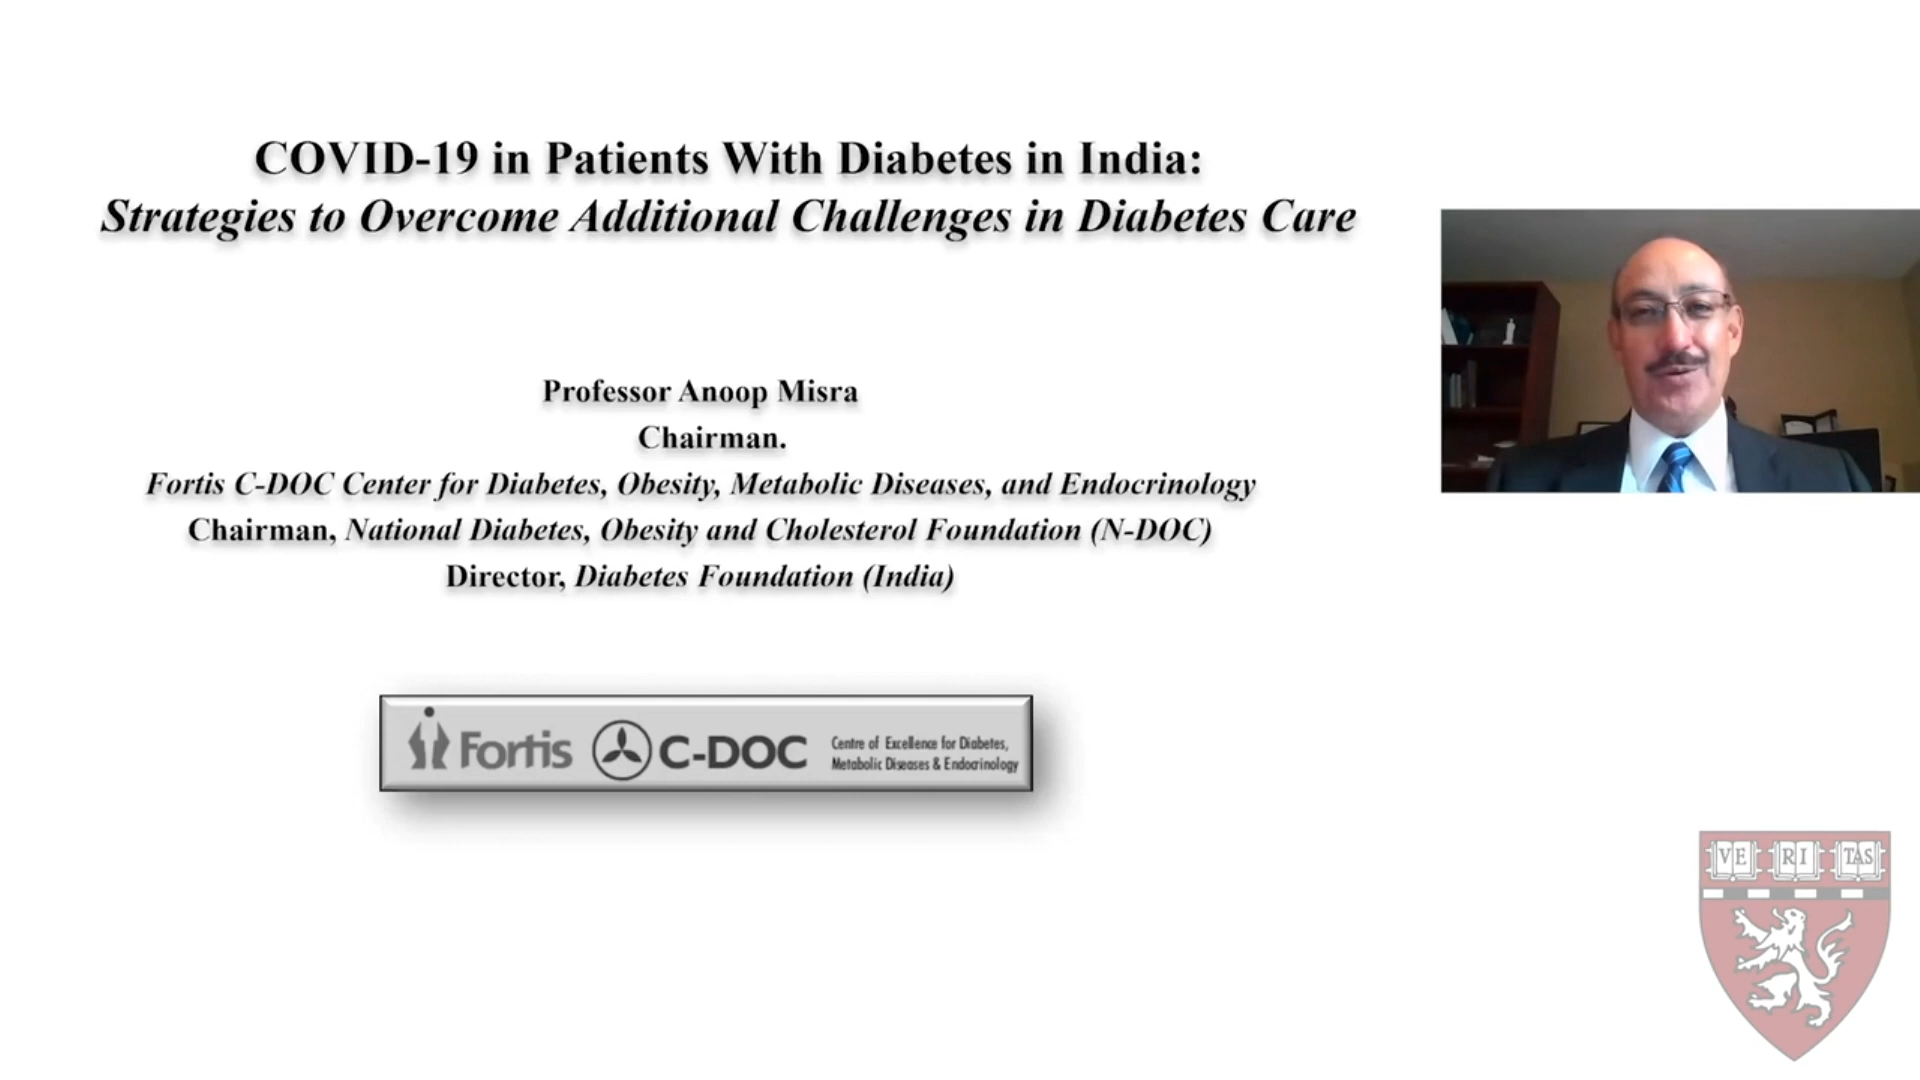 COVID-19 in Patients With Diabetes in India:
Strategies to Overcome Additional Challenges in Diabetes Care
Professor Anoop Misra
Chairman.
Fortis C-DOC Center for Diabetes, Obesity, Metabolic Diseases, and Endocrinology
Chairman, National Diabetes, Obesity and Cholesterol Foundation (N-DOC)
Director, Diabetes Foundation (India)
Fortis C-DOC Centre of Excellence for Diabetes,
Metabolic Diseases & Endocrinology
VE RI TAS